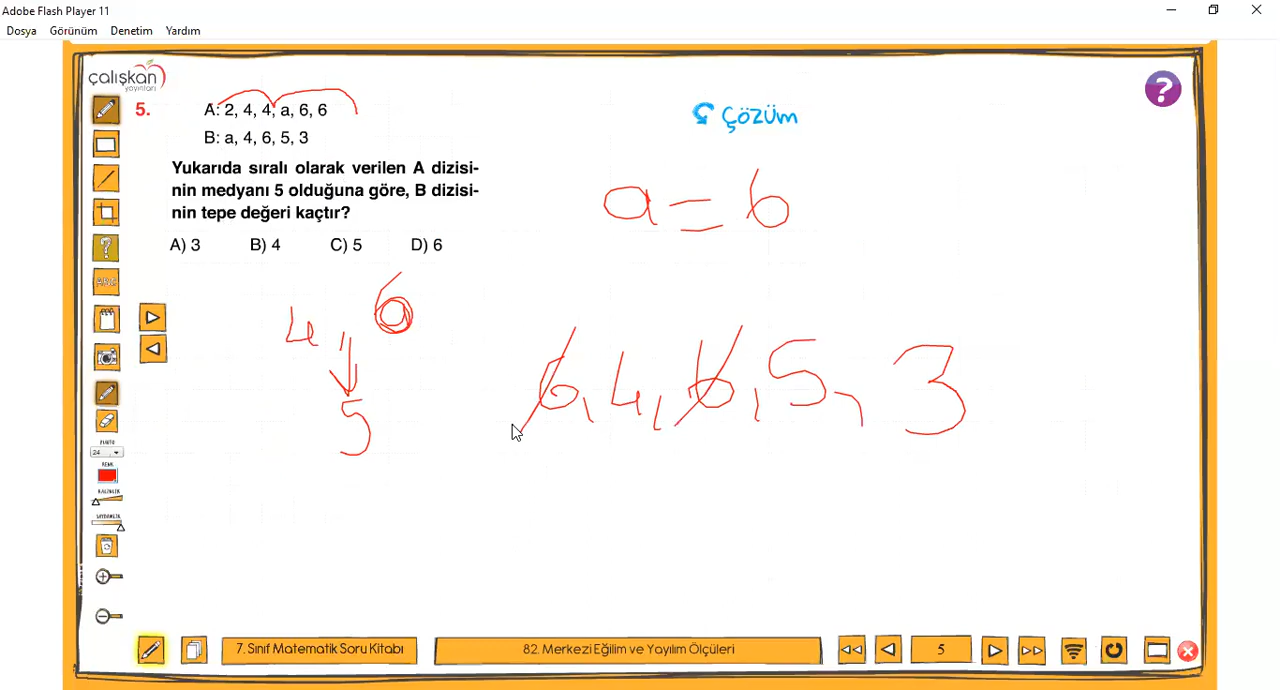 Adobe Flash Player 11
Dosya Görünüm Denetim Yardım
çalışkan
yayınları
5. A: 2, 4, 4, a, 6, 6
B: a, 4, 6, 5, 3
Yukarıda sıralı olarak verilen A dizisi-
nin medyanı 5 olduğuna göre, B dizisi-
nin tepe değeri kaçtır?
A) 3 B) 4 C) 5 D) 6
?
çözüm
a = 6
4, 6
5
6, 4, 6, 5, 3
24
RENK
7. Sınıf Matematik Soru Kitabı
82. Merkezi Eğilim ve Yayılım Ölçüleri
5